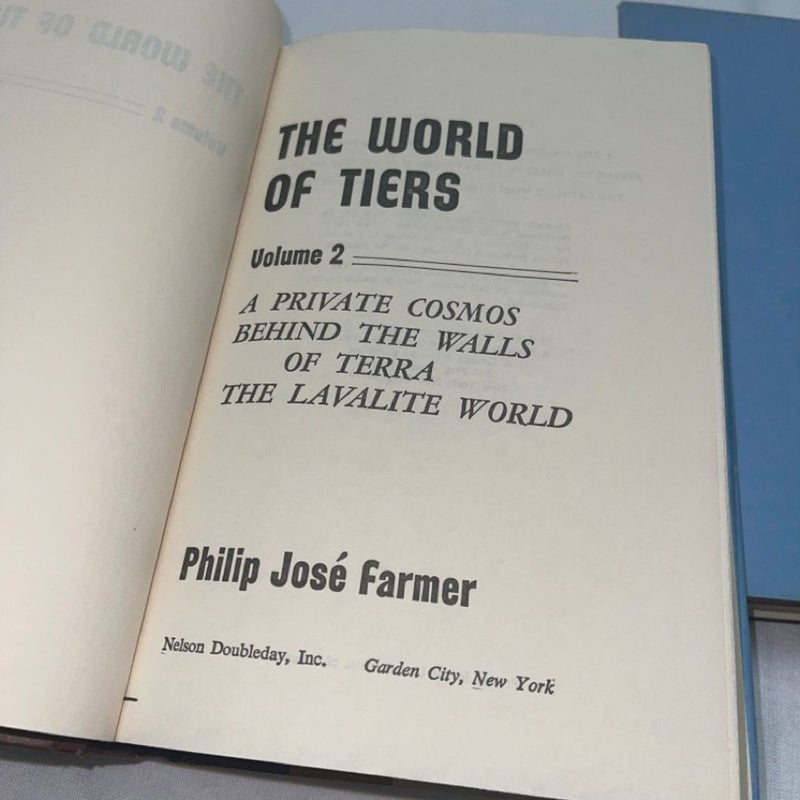 THE WORLD
OF TIERS
Volume 2
A PRIVATE COSMOS
BEHIND THE WALLS
OF TERRA
THE LAVALITE WORLD
Philip José Farmer
Nelson Doubleday, Inc. Garden City, New York